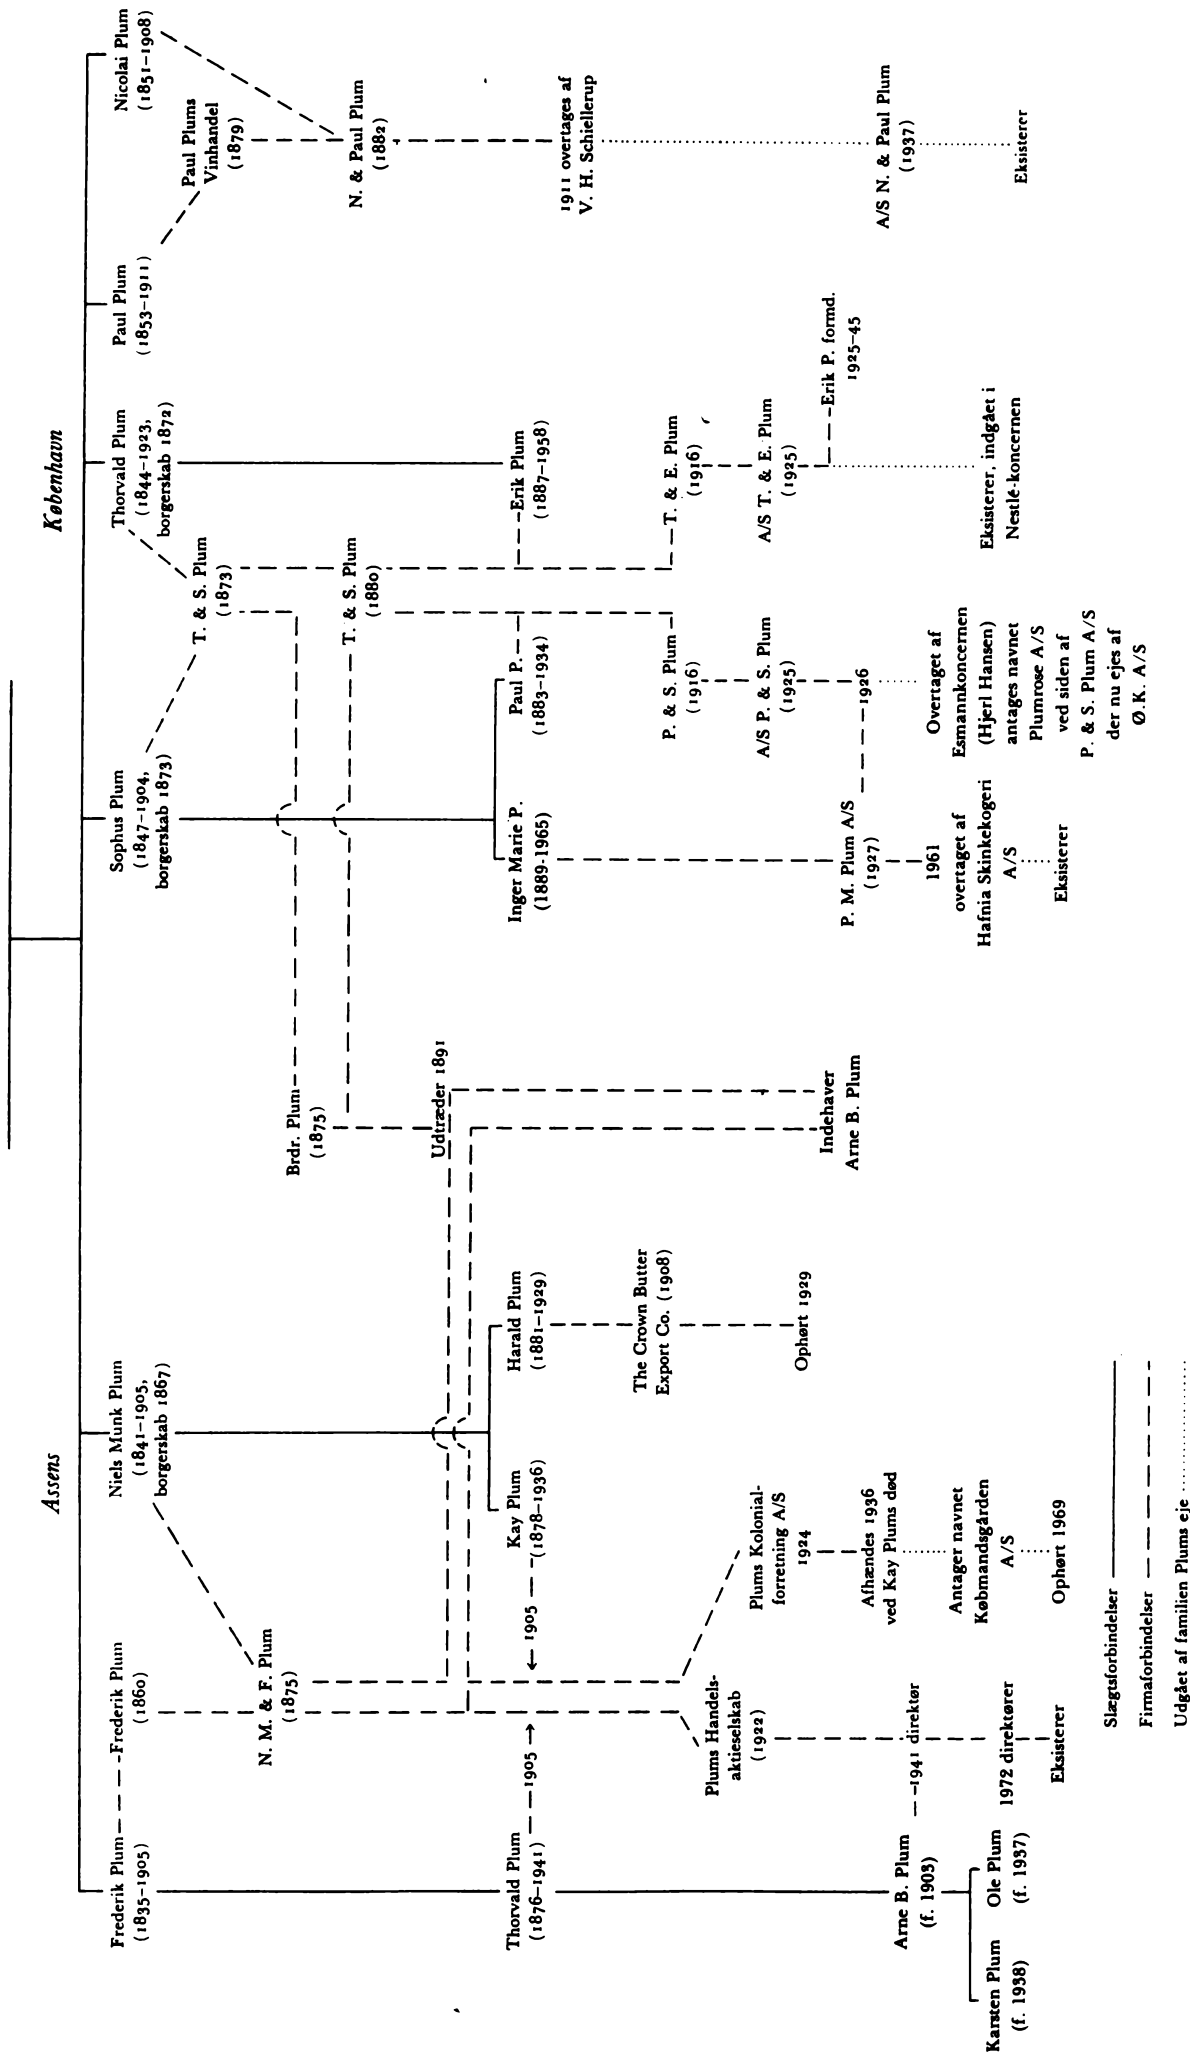 Assens
København
Frederik Plum
(1835–1905)
Frederik Plum
(1860)
Niels Munk Plum
(1841–1905,
borgerskab 1867)
Sophus Plum
(1847–1904,
borgerskab 1873)
Thorvald Plum
(1844–1923,
borgerskab 1872)
Paul Plum
(1853–1911)
Nicolai Plum
(1851–1908)
N. M. & F. Plum
(1875)
Brdr. Plum
(1875)
T. & S. Plum
(1873)
Paul Plums
Vinhandel
(1879)
T. & S. Plum
(1880)
N. & Paul Plum
(1882)
Udtræder 1891
Thorvald Plum
(1876–1941)
1905
1905
Kay Plum
(1878–1936)
Harald Plum
(1881–1929)
Inger Marie P.
(1889-1965)
Paul P.
(1883–1934)
Erik Plum
(1887–1958)
1911 overtages af
V. H. Schiellerup
The Crown Butter
Export Co. (1908)
P. & S. Plum
(1916)
T. & E. Plum
(1916)
Plums Handels-
aktieselskab
(1922)
Plums Kolonial-
forretning A/S
1924
Ophørt 1929
Indehaver
Arne B. Plum
A/S P. & S. Plum
(1925)
A/S T. & E. Plum
(1925)
Erik P. formd.
1925–45
P. M. Plum A/S
(1927)
1926
A/S N. & Paul Plum
(1937)
Afhændes 1936
ved Kay Plums død
Arne B. Plum
(f. 1903)
1941 direktør
Antager navnet
Købmandsgården
A/S
1961
overtaget af
Hafnia Skinkekogeri
A/S
Eksisterer
Overtaget af
Esmannkoncernen
(Hjerl Hansen)
antages navnet
Plumrose A/S
ved siden af
P. & S. Plum A/S
der nu ejes af
Ø.K. A/S
Eksisterer, indgået i
Nestlé-koncernen
Eksisterer
Karsten Plum
(f. 1938)
Ole Plum
(f. 1937)
1972 direktører
Eksisterer
Ophørt 1969
Slægtsforbindelser
Firmaforbindelser
Udgået af familien Plums eje